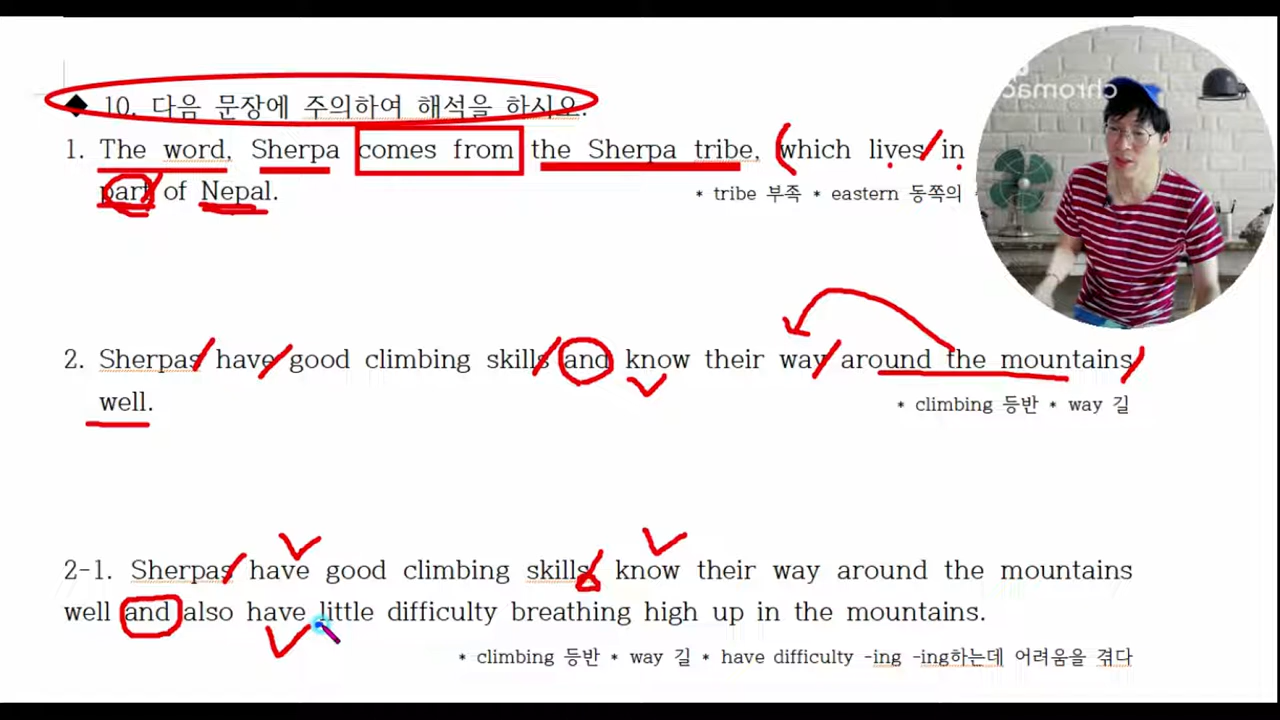 ◆ 10. 다음 문장에 주의하여 해석을 하시오.
1. The word, Sherpa comes from the Sherpa tribe, which lives in
part of Nepal.
* tribe 부족 * eastern 동쪽의
2. Sherpas have good climbing skills and know their way around the mountains
well.
* climbing 등반 * way 길
2-1. Sherpas have good climbing skills, know their way around the mountains
well and also have little difficulty breathing high up in the mountains.
* climbing 등반 * way 길 * have difficulty -ing -ing하는데 어려움을 겪다